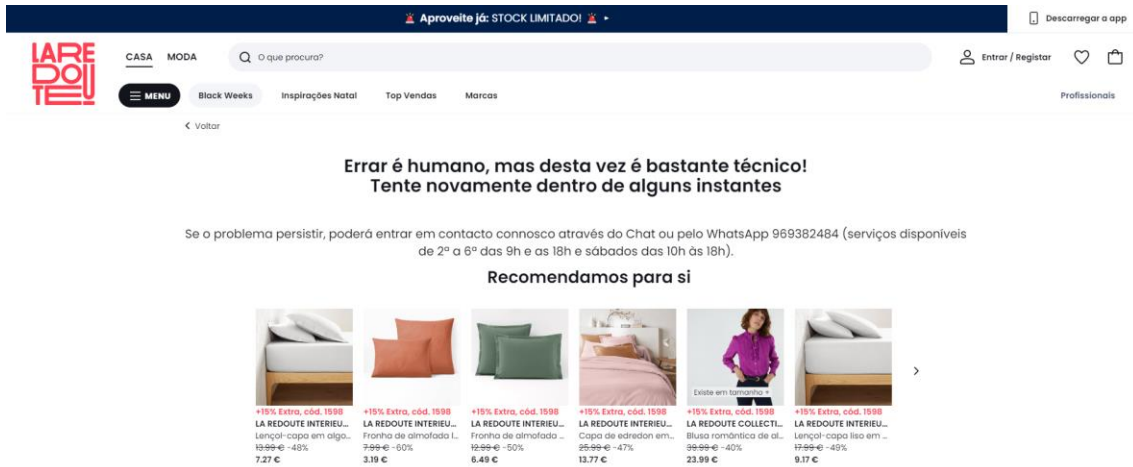 Aproveite já: STOCK LIMITADO!
Descarregar a app
LA REDOUTE
CASA MODA
O que procura?
Entrar / Registar
MENU
Black Weeks Inspirações Natal Top Vendas Marcas
Profissionais
Voltar
Errar é humano, mas desta vez é bastante técnico!
Tente novamente dentro de alguns instantes
Se o problema persistir, poderá entrar em contacto connosco através do Chat ou pelo WhatsApp 969382484 (serviços disponíveis
de 2ª a 6ª das 9h e as 18h e sábados das 10h às 18h).
Recomendamos para si
Existe em tamanho +
+15% Extra, cód. 1598 +15% Extra, cód. 1598 +15% Extra, cód. 1598 +15% Extra, cód. 1598 +15% Extra, cód. 1598 +15% Extra, cód. 1598
LA REDOUTE INTERIEU... LA REDOUTE INTERIEU... LA REDOUTE INTERIEU... LA REDOUTE INTERIEU... LA REDOUTE COLLECTI... LA REDOUTE INTERIEU...
Lençol-capa em algo... Fronha de almofada l... Fronha de almofada ... Capa de edredon em... Blusa romântica de al... Lençol-capa liso em ...
13.99 € -48% 7.99 € -60% 12.99 € -50% 25.99 € -47% 39.99 € -40% 17.99 € -49%
7.27 € 3.19 € 6.49 € 13.77 € 23.99 € 9.17 €